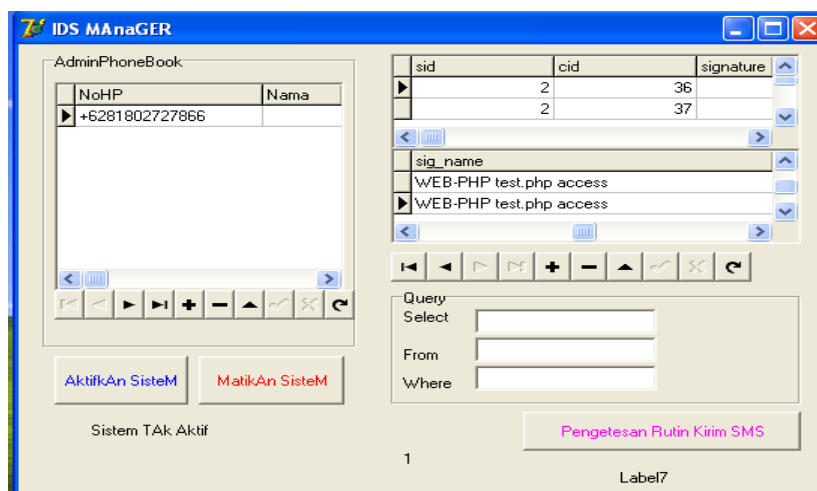 IDS MAnaGER
AdminPhoneBook
NoHP Nama
+6281802727866
sid cid signature
2 36
2 37
sig_name
WEB-PHP test.php access
WEB-PHP test.php access
Query
Select
From
Where
AktifkAn SisteM MatikAn SisteM
Sistem TAk Aktif
Pengetesan Rutin Kirim SMS
1
Label7